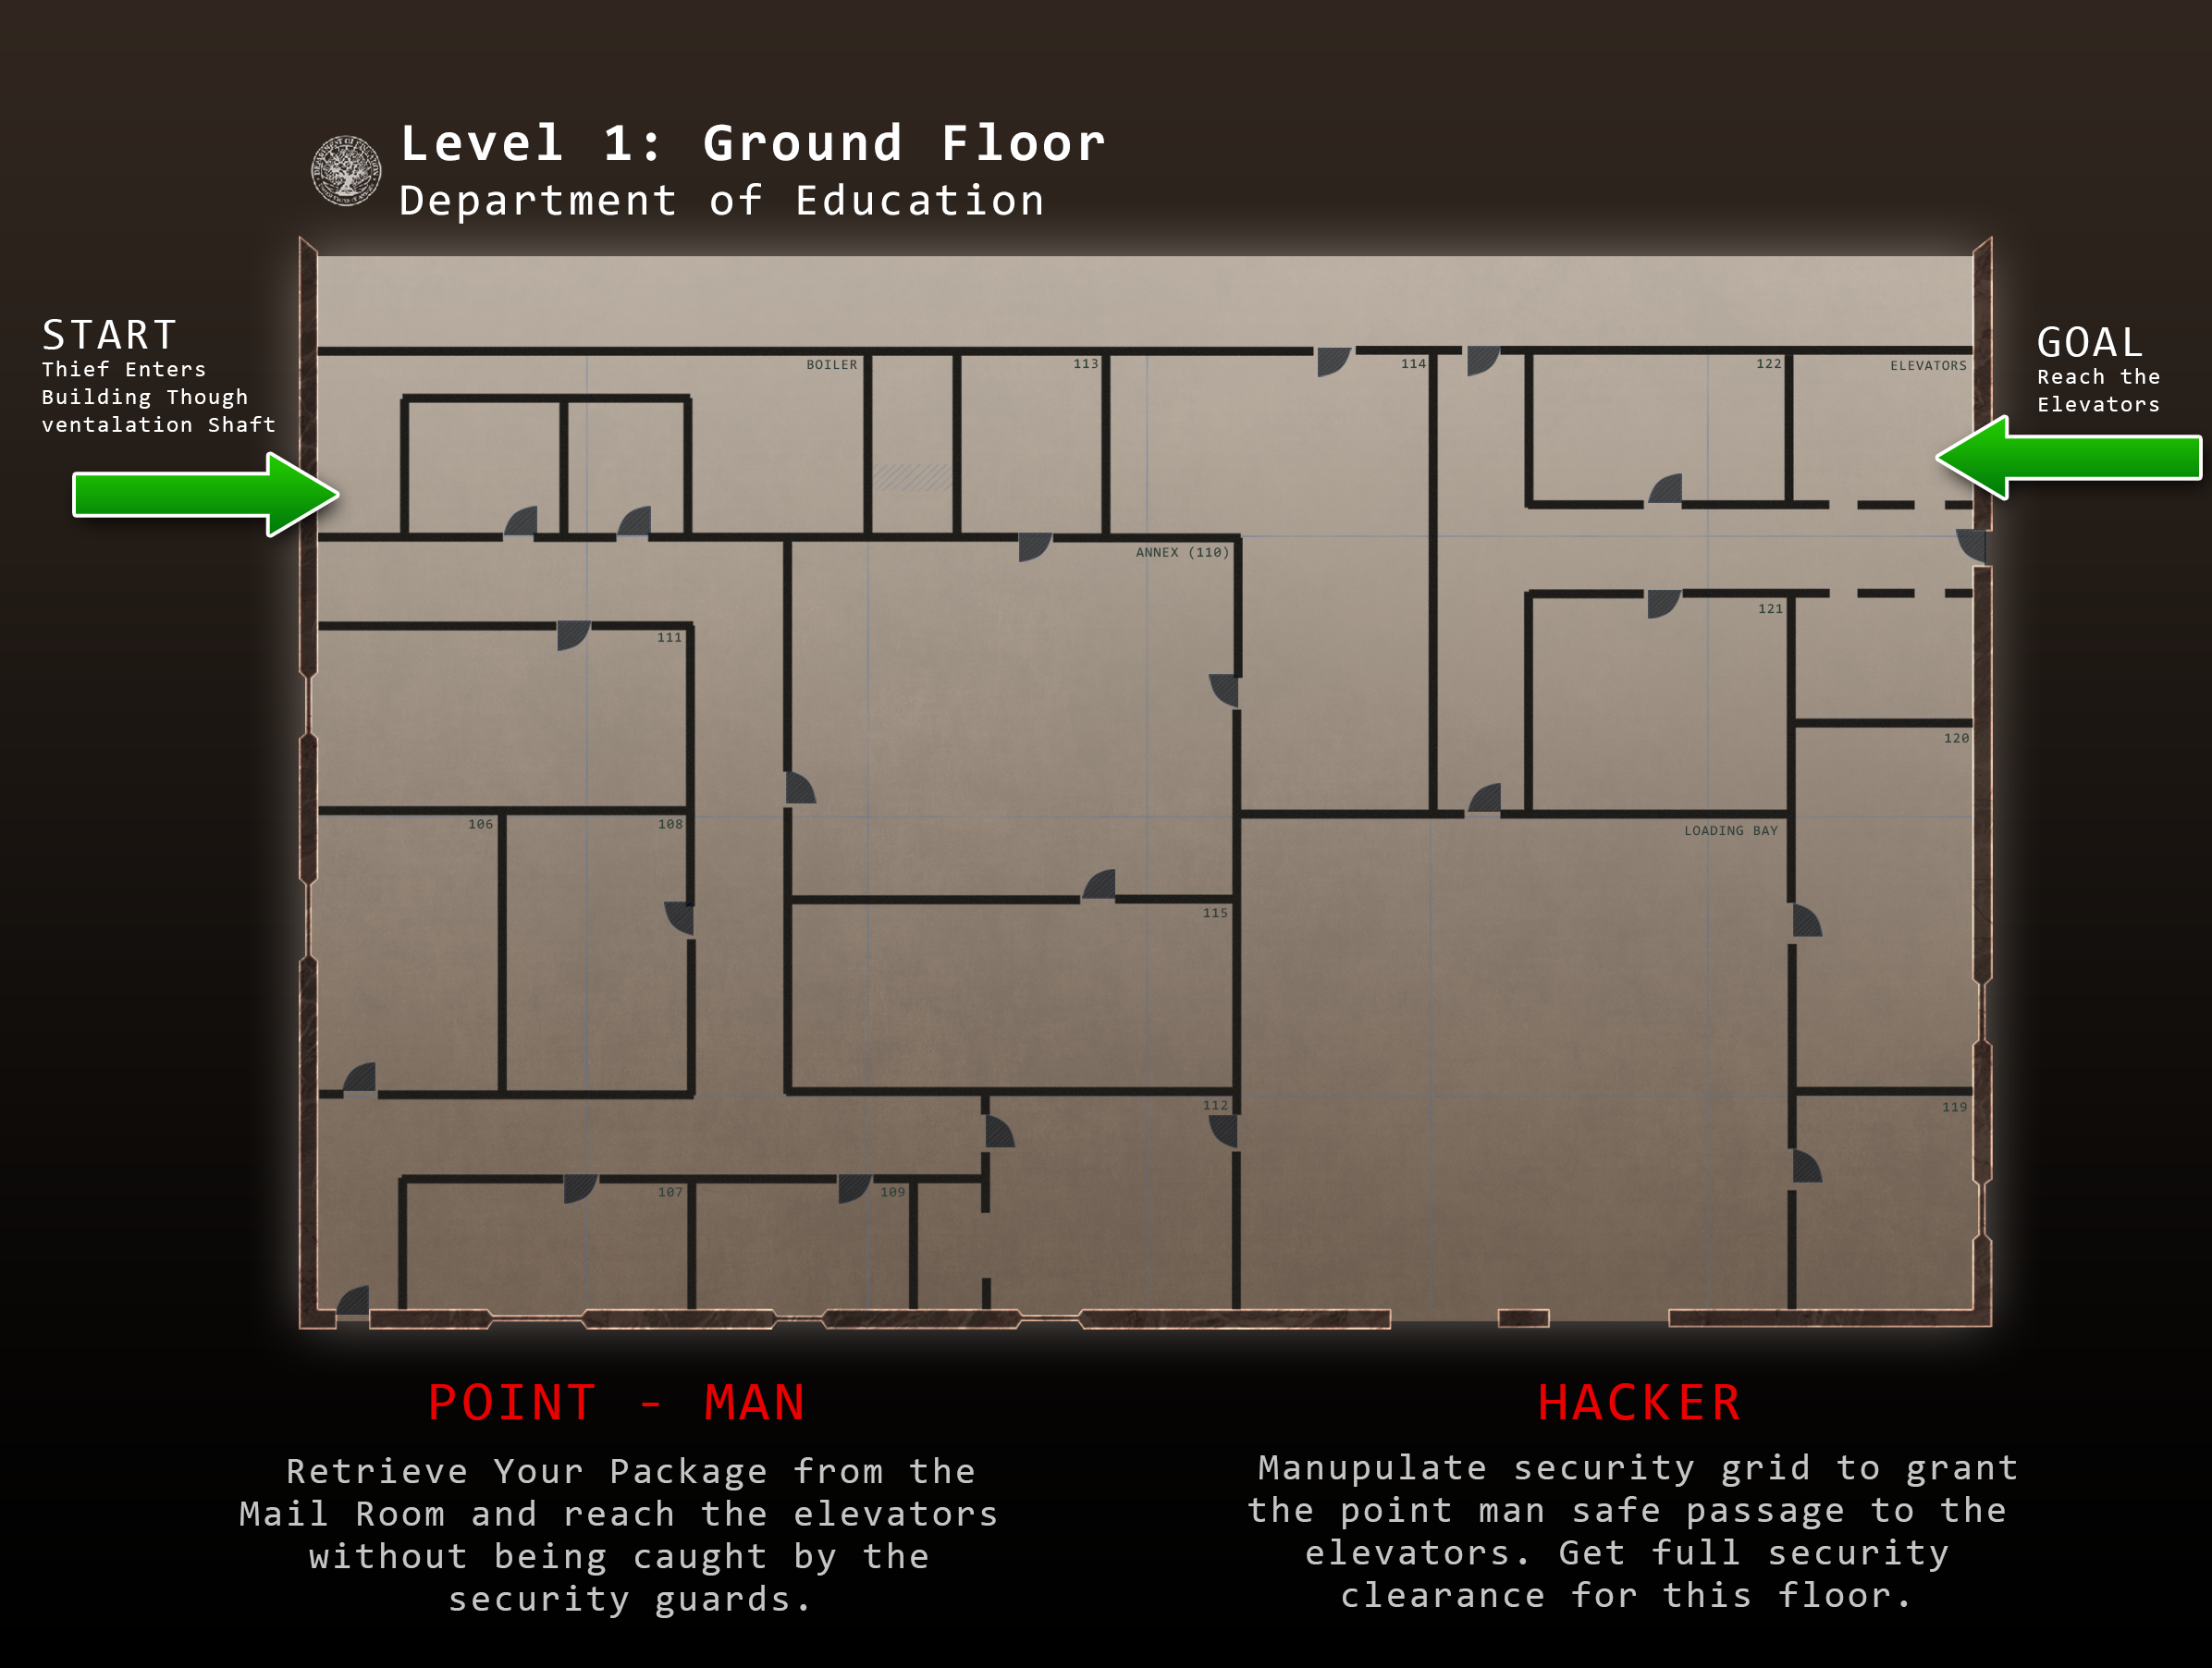 Level 1: Ground Floor
Department of Education
START
Thief Enters
Building Though
ventalation Shaft
GOAL
Reach the
Elevators
BOILER
113
114
122
ELEVATORS
ANNEX (110)
111
121
120
106
108
LOADING BAY
115
112
119
107
109
POINT - MAN
Retrieve Your Package from the
Mail Room and reach the elevators
without being caught by the
security guards.
HACKER
Manupulate security grid to grant
the point man safe passage to the
elevators. Get full security
clearance for this floor.